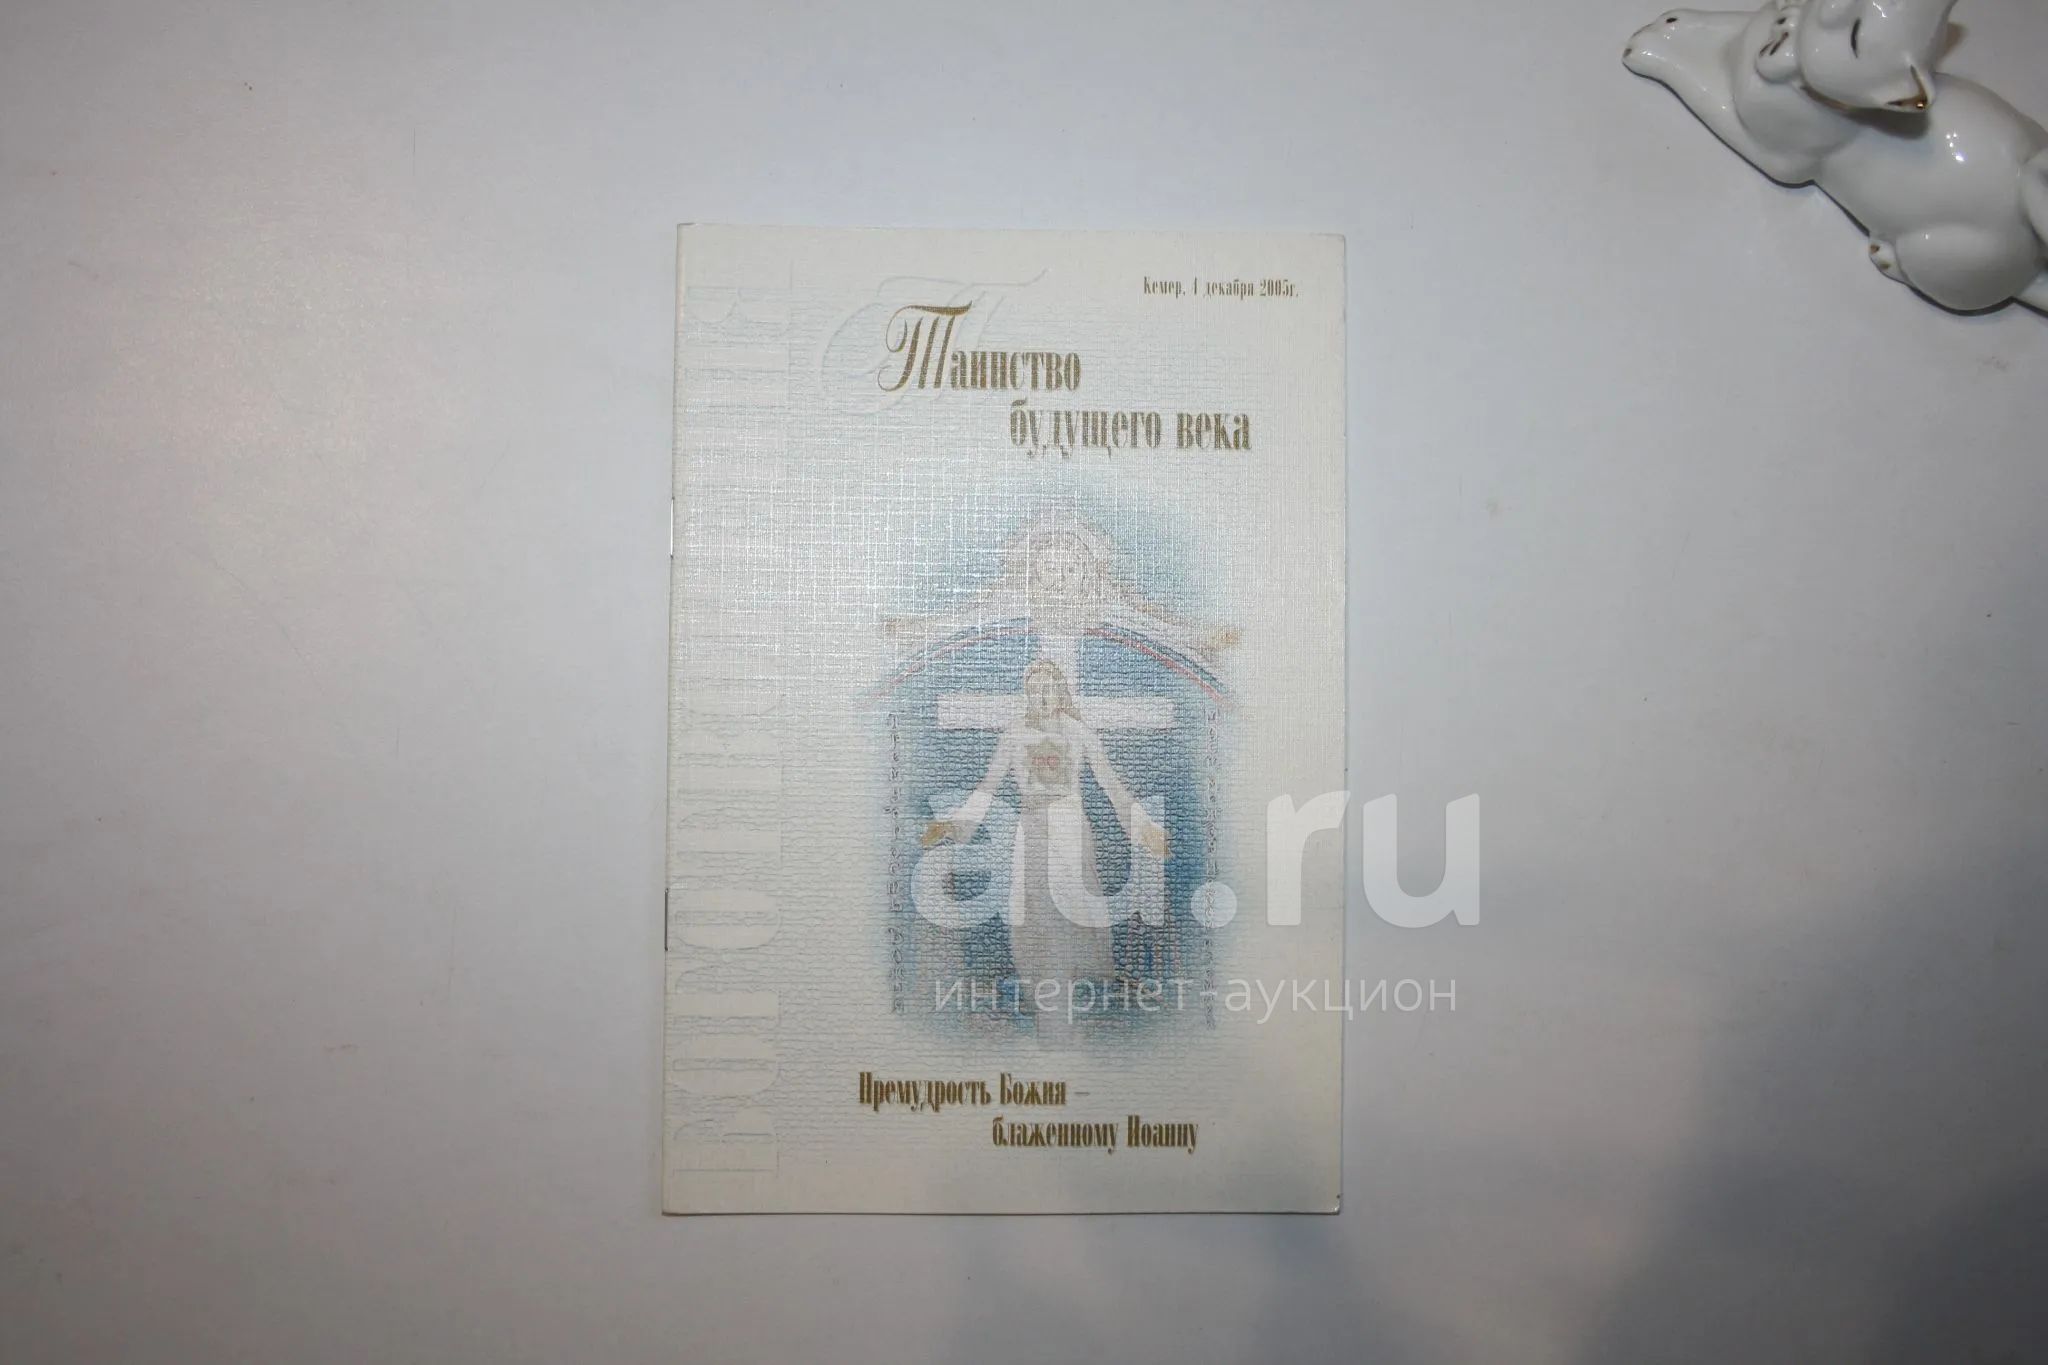 Кемер, 4 декабря 2005г.
Таинство
будущего века
au.ru
интернет-аукцион
Премудрость Божия –
блаженному Иоанну